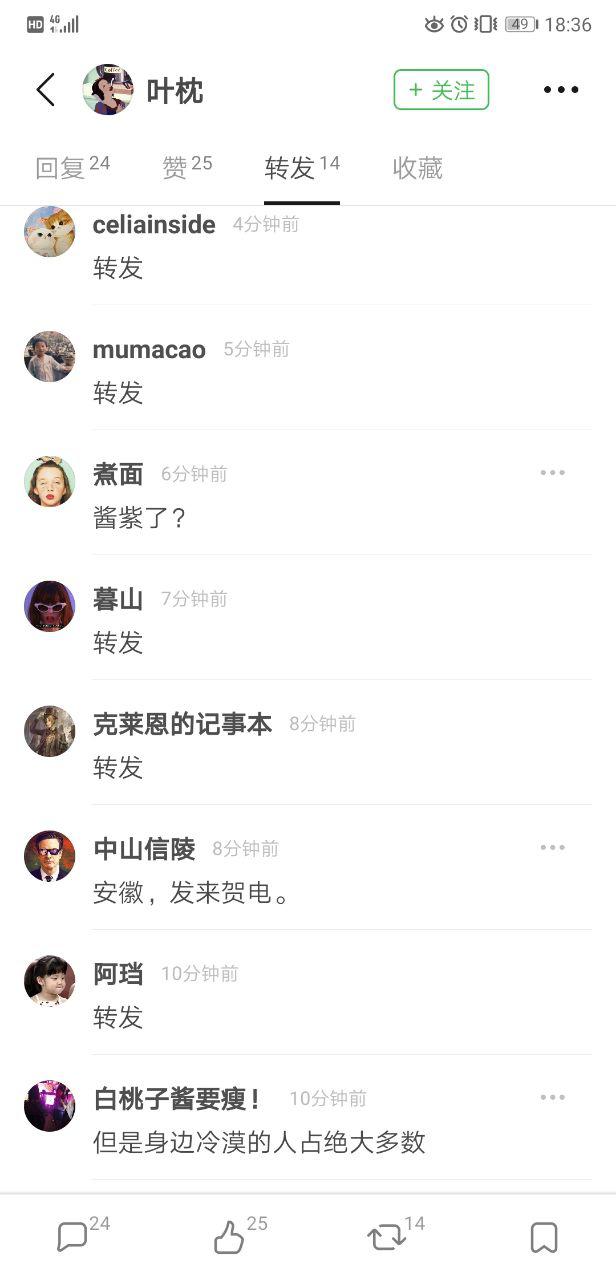 HD 4G 49 18:36
叶枕 + 关注
回复 24 赞 25 转发 14 收藏
celiainside 4分钟前
转发
mumacao 5分钟前
转发
煮面 6分钟前
酱紫了?
暮山 7分钟前
转发
克莱恩的记事本 8分钟前
转发
中山信陵 8分钟前
安徽，发来贺电。
阿珰 10分钟前
转发
白桃子酱要瘦！ 10分钟前
但是身边冷漠的人占绝大多数
24 25 14